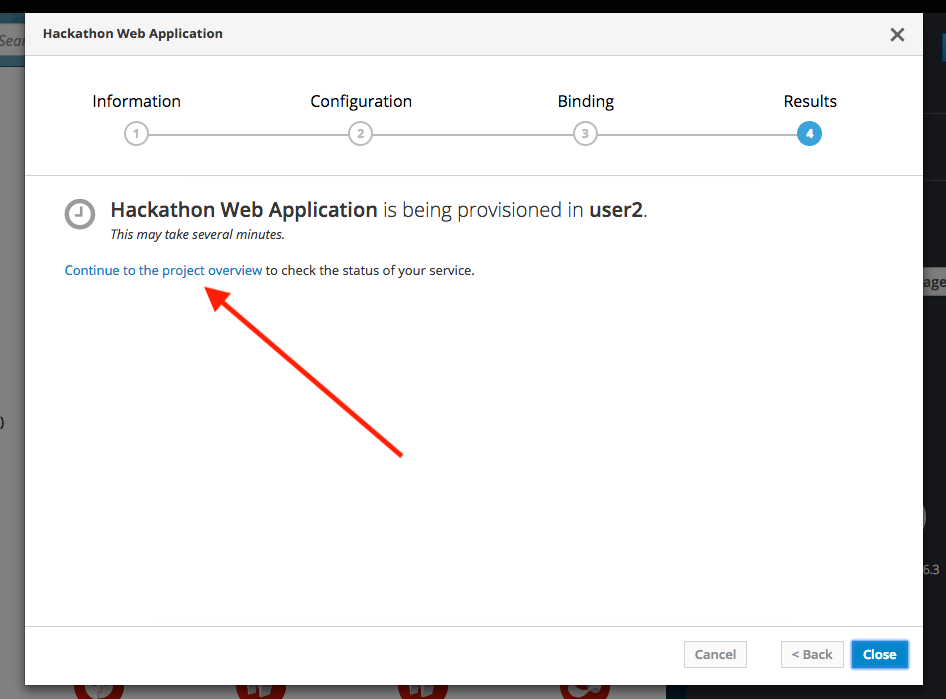 Hackathon Web Application
Information Configuration Binding Results
1 2 3 4
Hackathon Web Application is being provisioned in user2.
This may take several minutes.
Continue to the project overview to check the status of your service.
6.3
Cancel < Back Close